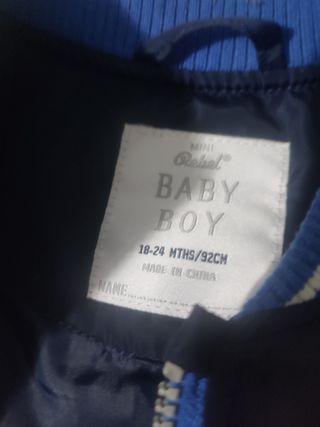 MINI
Rebel®
BABY
BOY
18-24 MTHS/92CM
MADE IN CHINA
NAME